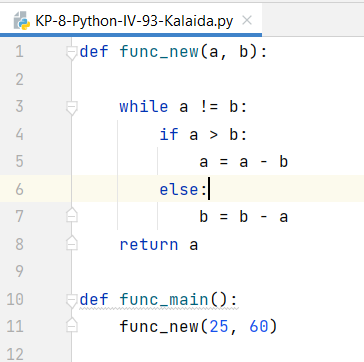 KP-8-Python-IV-93-Kalaida.py
1 def func_new(a, b):
2
3 while a != b:
4 if a > b:
5 a = a - b
6 else:
7 b = b - a
8 return a
9
10 def func_main():
11 func_new(25, 60)
12